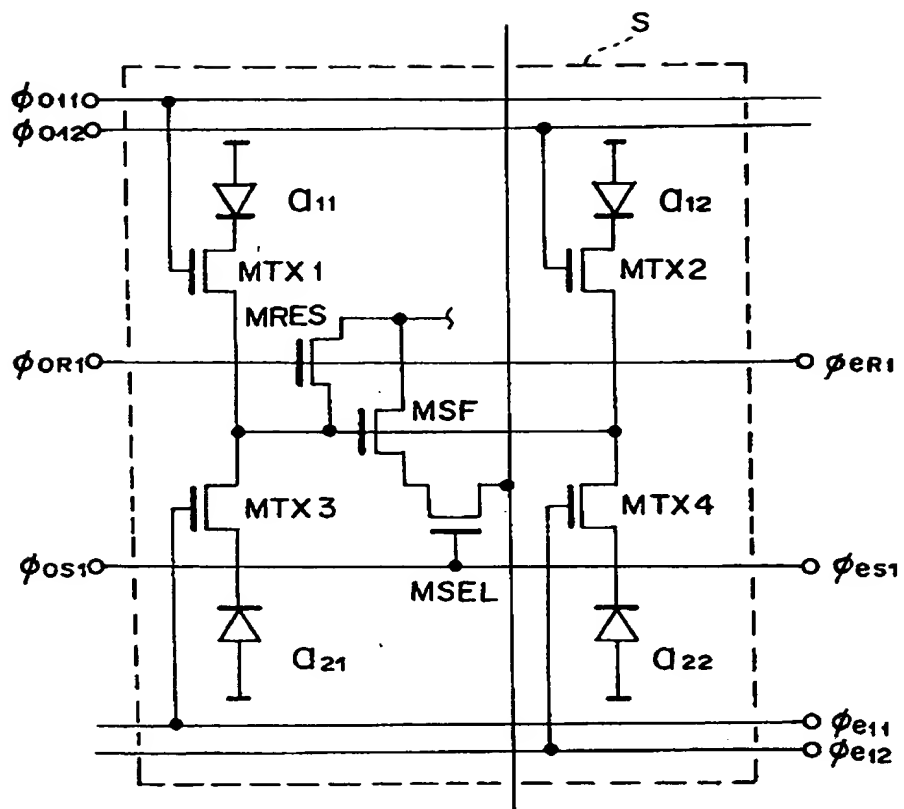 S
φO11
φO12
a11 a12
MTX1 MTX2
MRES
φOR1 φeR1
MSF
MTX3 MTX4
φOS1 φes1
MSEL
a21 a22
φe11
φe12